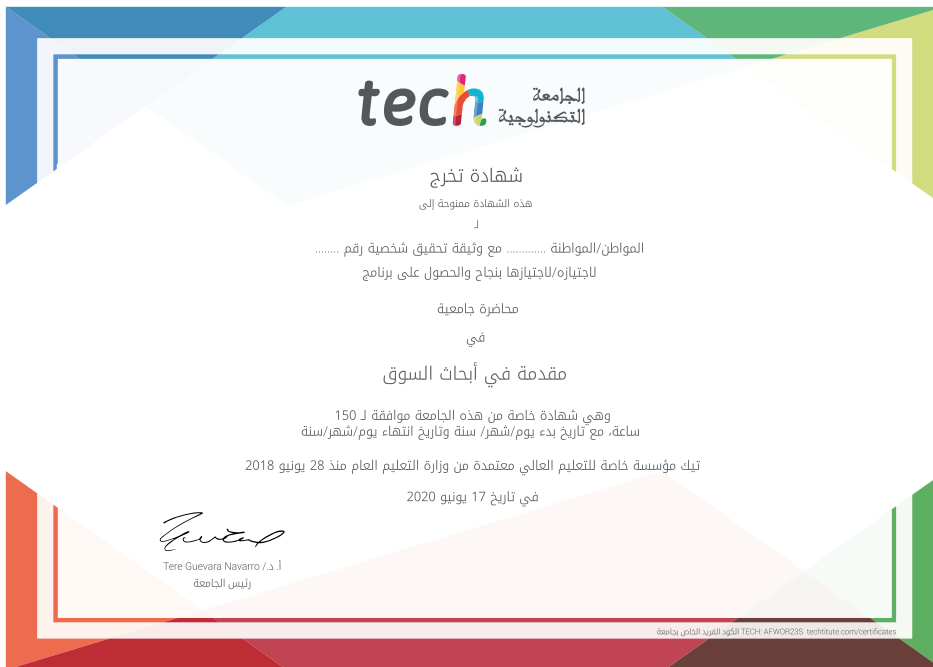 tech الجامعة
التكنولوجية
شهادة تخرج
هذه الشهادة ممنوحة إلى
لـ
المواطن/المواطنة ............. مع وثيقة تحقيق شخصية رقم ........
لاجتيازه/لاجتيازها بنجاح والحصول على برنامج
محاضرة جامعية
في
مقدمة في أبحاث السوق
وهي شهادة خاصة من هذه الجامعة موافقة لـ 150
ساعة، مع تاريخ بدء يوم/شهر/ سنة وتاريخ انتهاء يوم/شهر/سنة
تيك مؤسسة خاصة للتعليم العالي معتمدة من وزارة التعليم العام منذ 28 يونيو 2018
في تاريخ 17 يونيو 2020
أ. د./ Tere Guevara Navarro
رئيس الجامعة
الكود الفريد الخاص بجامعة TECH: AFWOR23S techtitute.com/certificates